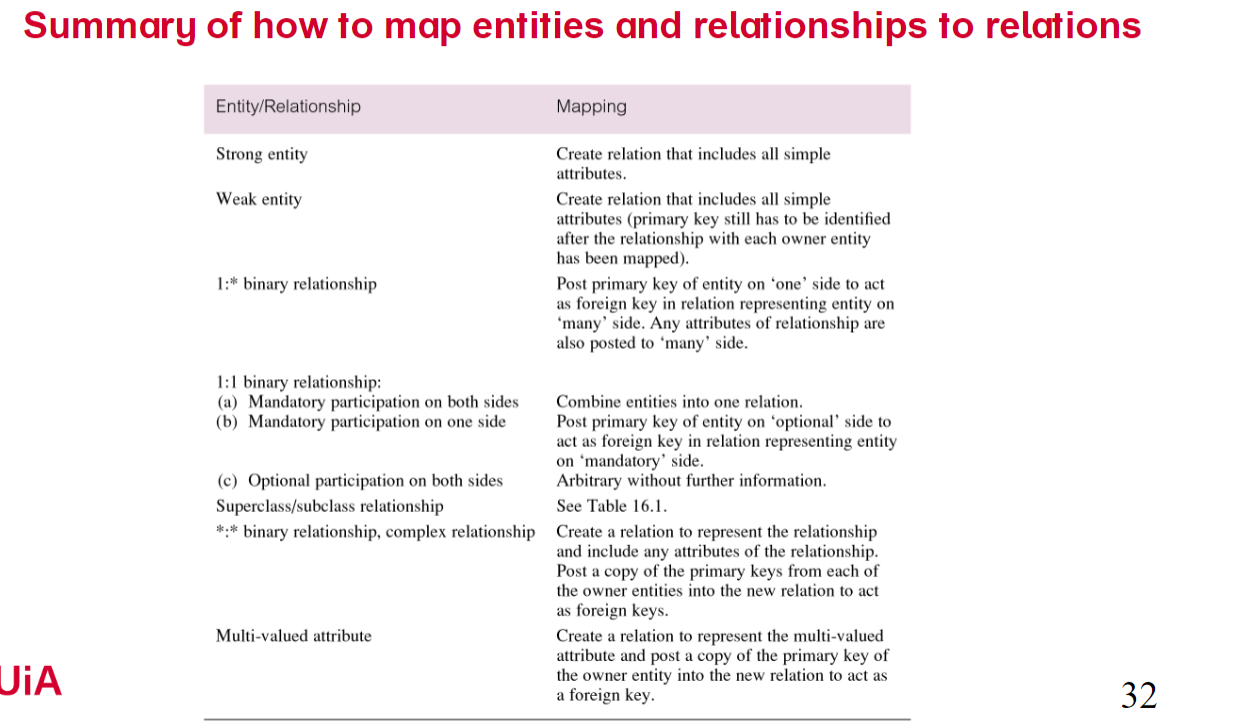 Summary of how to map entities and relationships to relations
Entity/Relationship Mapping
Strong entity Create relation that includes all simple
attributes.
Weak entity Create relation that includes all simple
attributes (primary key still has to be identified
after the relationship with each owner entity
has been mapped).
1:* binary relationship Post primary key of entity on ‘one’ side to act
as foreign key in relation representing entity on
‘many’ side. Any attributes of relationship are
also posted to ‘many’ side.
1:1 binary relationship:
(a) Mandatory participation on both sides Combine entities into one relation.
(b) Mandatory participation on one side Post primary key of entity on ‘optional’ side to
act as foreign key in relation representing entity
on ‘mandatory’ side.
(c) Optional participation on both sides Arbitrary without further information.
Superclass/subclass relationship See Table 16.1.
*:* binary relationship, complex relationship Create a relation to represent the relationship
and include any attributes of the relationship.
Post a copy of the primary keys from each of
the owner entities into the new relation to act
as foreign keys.
Multi-valued attribute Create a relation to represent the multi-valued
attribute and post a copy of the primary key of
the owner entity into the new relation to act as
a foreign key.
UiA
32